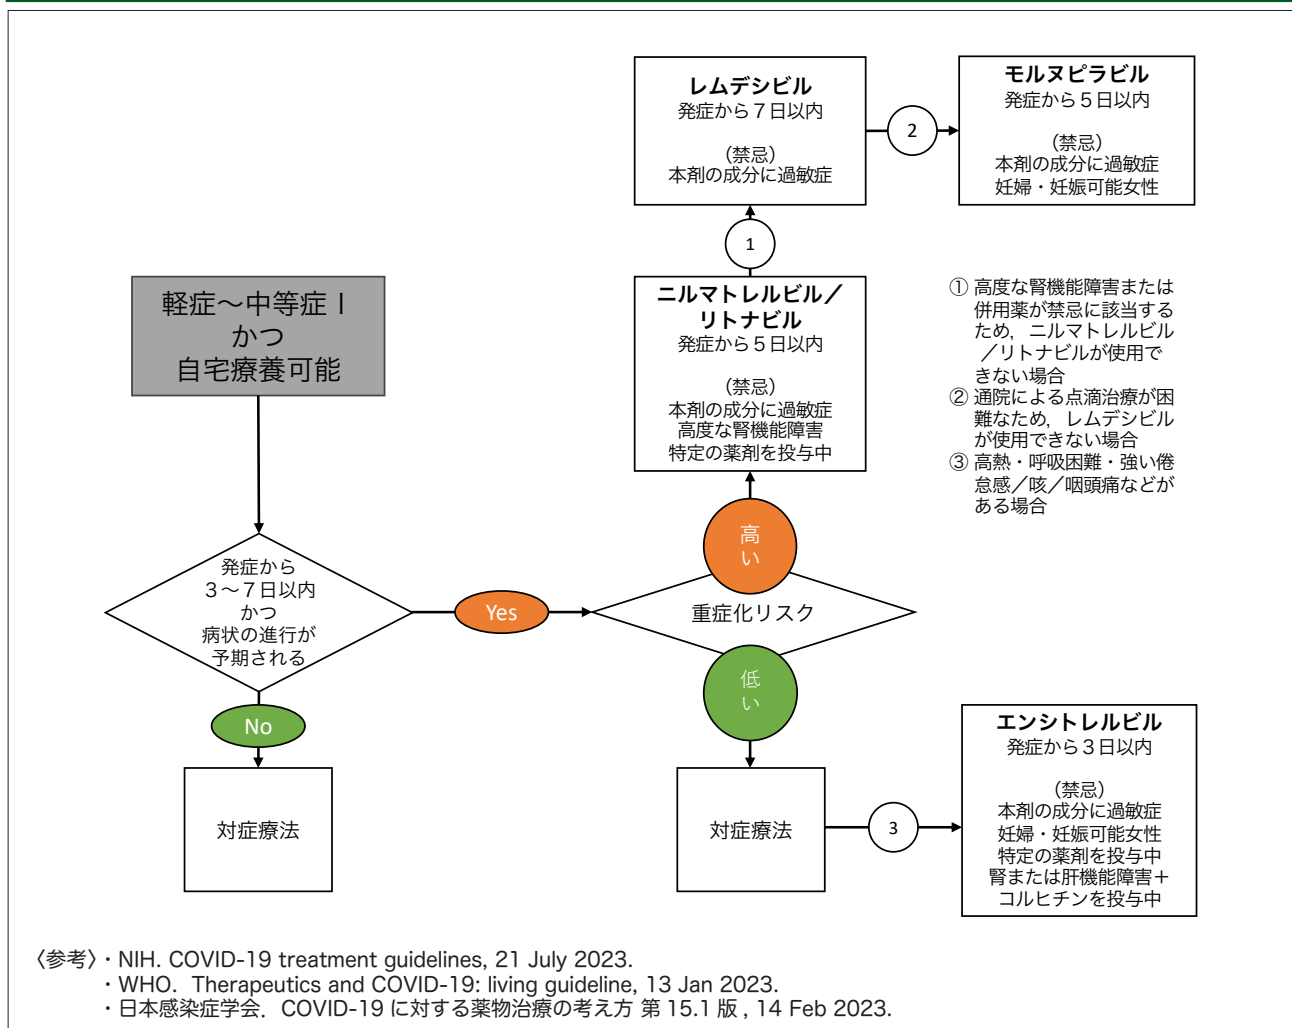 レムデシビル
発症から７日以内
（禁忌）
本剤の成分に過敏症
2
モルヌピラビル
発症から５日以内
（禁忌）
本剤の成分に過敏症
妊婦・妊娠可能女性
1
軽症～中等症Ⅰ
かつ
自宅療養可能
ニルマトレルビル／
リトナビル
発症から５日以内
（禁忌）
本剤の成分に過敏症
高度な腎機能障害
特定の薬剤を投与中
① 高度な腎機能障害または
併用薬が禁忌に該当する
ため，ニルマトレルビル
／リトナビルが使用で
きない場合
② 通院による点滴治療が困
難なため，レムデシビル
が使用できない場合
③ 高熱・呼吸困難・強い倦
怠感／咳／咽頭痛などが
ある場合
発症から
３～７日以内
かつ
病状の進行が
予期される
Yes
高
い
重症化リスク
低
い
No
対症療法
対症療法
3
エンシトレルビル
発症から３日以内
（禁忌）
本剤の成分に過敏症
妊婦・妊娠可能女性
特定の薬剤を投与中
腎または肝機能障害＋
コルヒチンを投与中
〈参考〉・NIH. COVID-19 treatment guidelines, 21 July 2023.
・WHO. Therapeutics and COVID-19: living guideline, 13 Jan 2023.
・日本感染症学会．COVID-19 に対する薬物治療の考え方 第 15.1 版 , 14 Feb 2023.